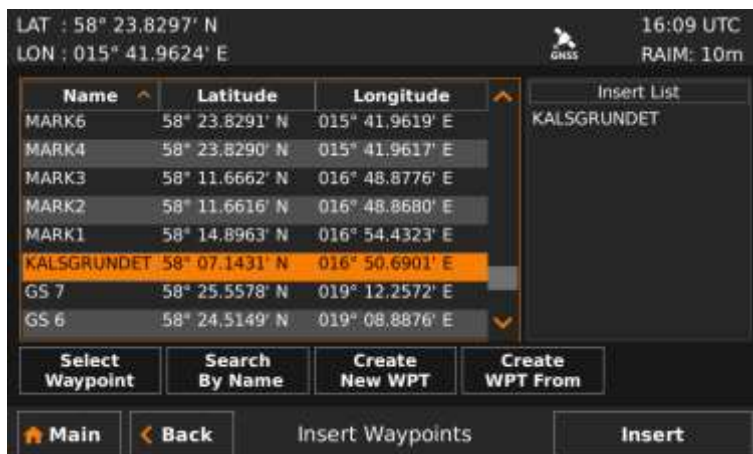 LAT : 58° 23.8297' N
LON : 015° 41.9624' E
GNSS
16:09 UTC
RAIM: 10m
Name Latitude Longitude
MARK6 58° 23.8291' N 015° 41.9619' E
MARK4 58° 23.8290' N 015° 41.9617' E
MARK3 58° 11.6662' N 016° 48.8776' E
MARK2 58° 11.6616' N 016° 48.8680' E
MARK1 58° 14.8963' N 016° 54.4323' E
KALSGRUNDET 58° 07.1431' N 016° 50.6901' E
GS 7 58° 25.5578' N 019° 12.2572' E
GS 6 58° 24.5149' N 019° 08.8876' E
Insert List
KALSGRUNDET
Select Waypoint
Search By Name
Create New WPT
Create WPT From
Main Back Insert Waypoints Insert